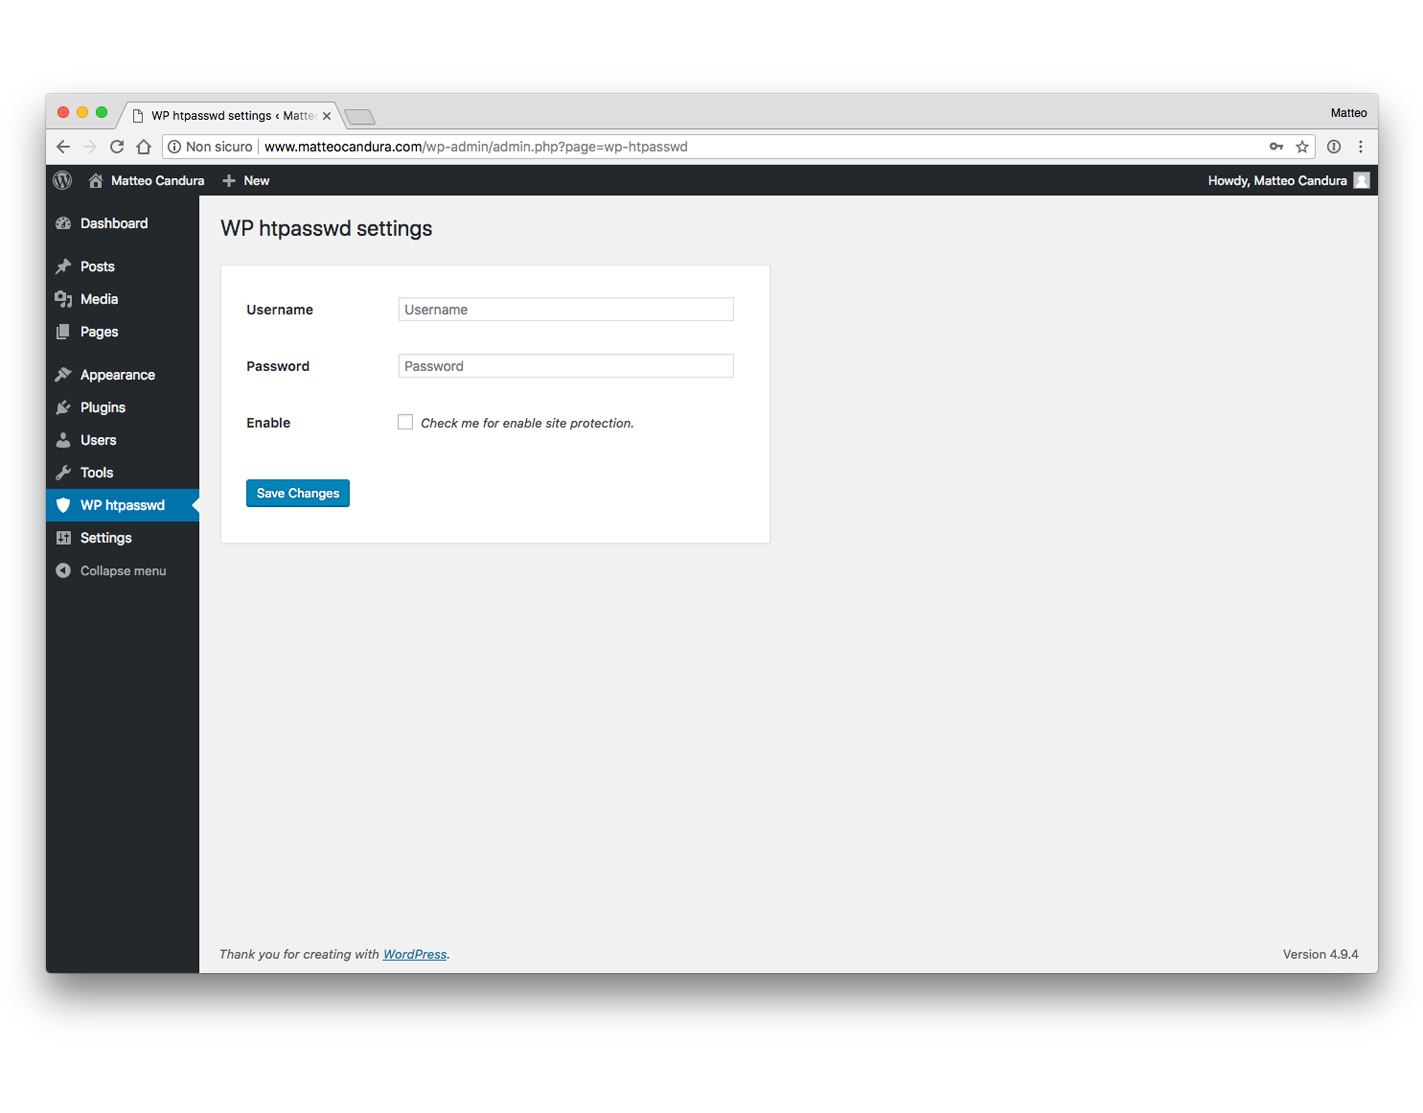 WP htpasswd settings ‹ Matteo
Matteo
Non sicuro www.matteocandura.com/wp-admin/admin.php?page=wp-htpasswd
Matteo Candura
New
Howdy, Matteo Candura
Dashboard
Posts
Media
Pages
Appearance
Plugins
Users
Tools
WP htpasswd
Settings
Collapse menu
WP htpasswd settings
Username
Username
Password
Password
Enable
Check me for enable site protection.
Save Changes
Thank you for creating with WordPress.
Version 4.9.4